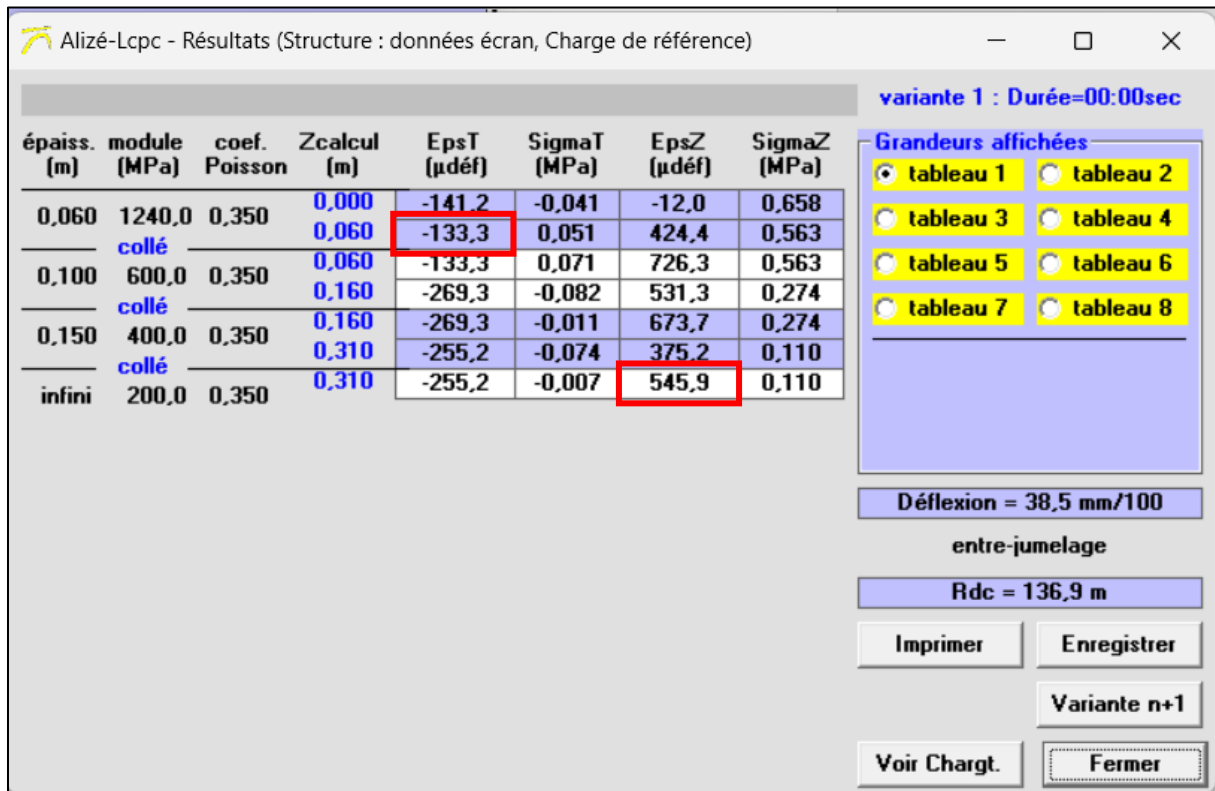 Alizé-Lcpc - Résultats (Structure : données écran, Charge de référence)
variante 1 : Durée=00:00sec
épaiss. module coef. Zcalcul EpsT SigmaT EpsZ SigmaZ
(m) (MPa) Poisson (m) (µdéf) (MPa) (µdéf) (MPa)
0,060 1240,0 0,350 0,000 -141,2 -0,041 -12,0 0,658
0,060 -133,3 0,051 424,4 0,563
collé
0,100 600,0 0,350 0,060 -133,3 0,071 726,3 0,563
0,160 -269,3 -0,082 531,3 0,274
collé
0,150 400,0 0,350 0,160 -269,3 -0,011 673,7 0,274
0,310 -255,2 -0,074 375,2 0,110
collé
infini 200,0 0,350 0,310 -255,2 -0,007 545,9 0,110
Grandeurs affichées
tableau 1 tableau 2
tableau 3 tableau 4
tableau 5 tableau 6
tableau 7 tableau 8
Déflexion = 38,5 mm/100
entre-jumelage
Rdc = 136,9 m
Imprimer Enregistrer
Variante n+1
Voir Chargt. Fermer